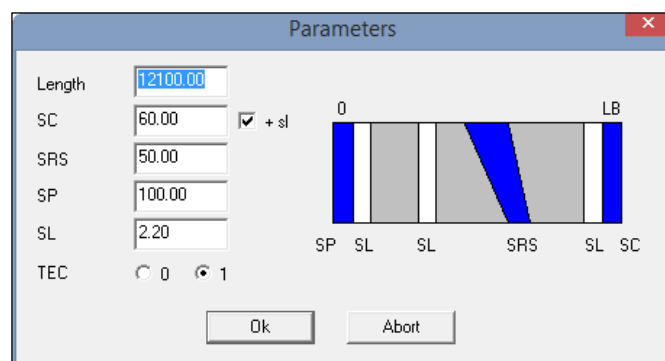 Parameters
Length 12100.00
SC 60.00 + sl
SRS 50.00
SP 100.00
SL 2.20
TEC 0 1
0 LB
SP SL SL SRS SL SC
Ok Abort